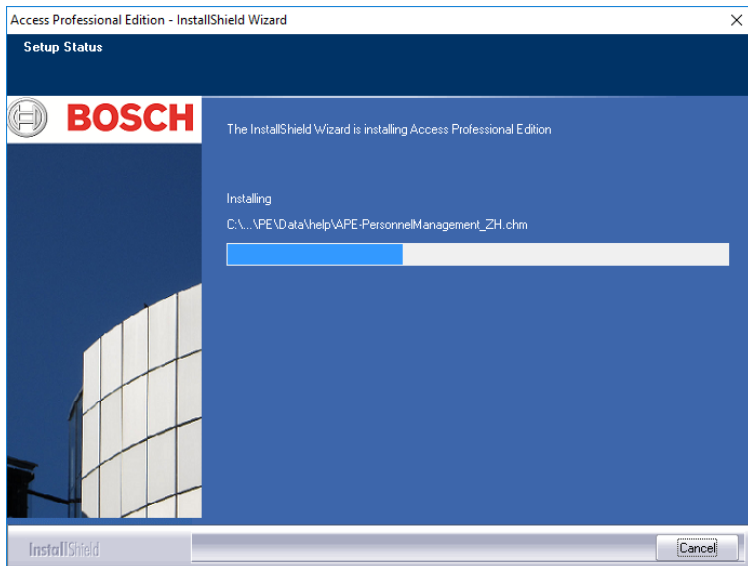 Access Professional Edition - InstallShield Wizard
Setup Status
BOSCH
The InstallShield Wizard is installing Access Professional Edition
Installing
C:\...\PE\Data\help\APE-PersonnelManagement_ZH.chm
InstallShield
Cancel